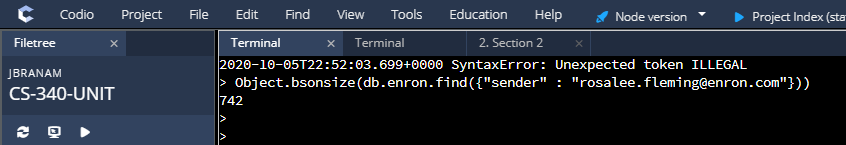 Codio Project File Edit Find View Tools Education Help Node version Project Index (sta
Filetree × Terminal × Terminal 2. Section 2 ×
JBRANAM
CS-340-UNIT
2020-10-05T22:52:03.699+0000 SyntaxError: Unexpected token ILLEGAL
> Object.bsonsize(db.enron.find({"sender" : "rosalee.fleming@enron.com"}))
742
>
>